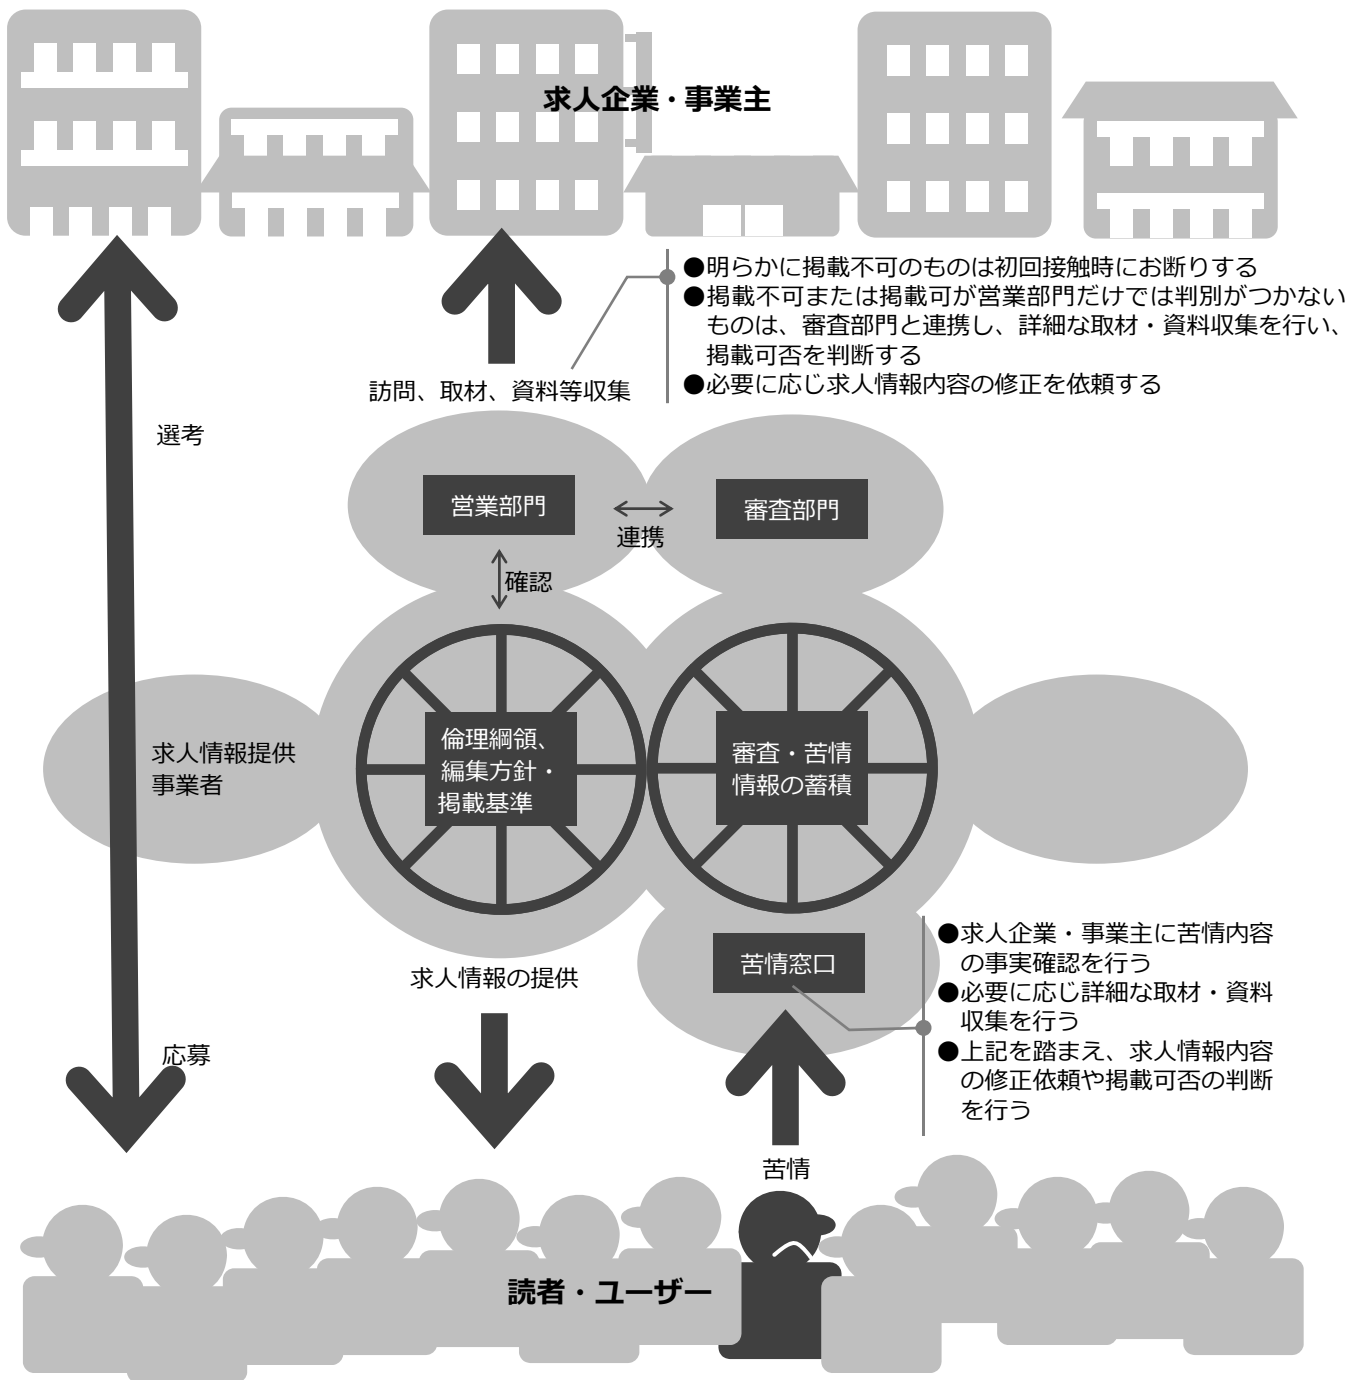 求人企業・事業主
●明らかに掲載不可のものは初回接触時にお断りする
●掲載不可または掲載可が営業部門だけでは判別がつかない
ものは、審査部門と連携し、詳細な取材・資料収集を行い、
掲載可否を判断する
●必要に応じ求人情報内容の修正を依頼する
訪問、取材、資料等収集
選考
営業部門
審査部門
連携
確認
求人情報提供
事業者
倫理綱領、
編集方針・
掲載基準
審査・苦情
情報の蓄積
苦情窓口
●求人企業・事業主に苦情内容
の事実確認を行う
●必要に応じ詳細な取材・資料
収集を行う
●上記を踏まえ、求人情報内容
の修正依頼や掲載可否の判断
を行う
求人情報の提供
応募
苦情
読者・ユーザー